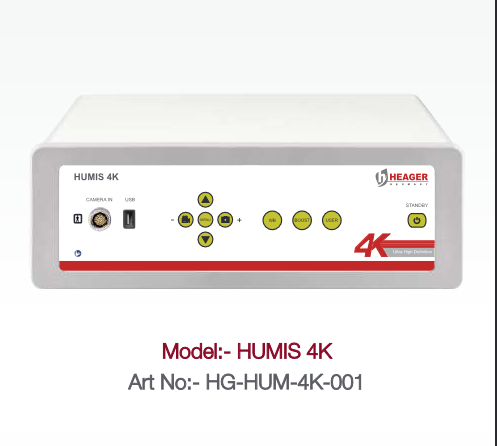 HUMIS 4K
HEAGER
GERMANY
CAMERA IN
USB
STANDBY
- MENU +
WB
BOOST
USER
4K
Ultra High Definition
Model:- HUMIS 4K
Art No:- HG-HUM-4K-001